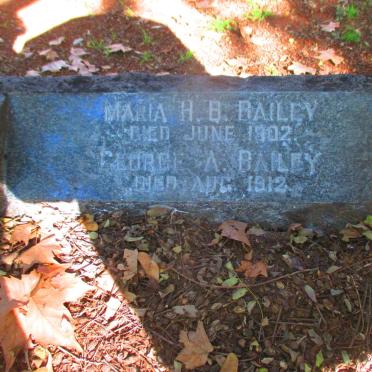 MARIA H. B. BAILEY
DIED JUNE 1902.
GEORGE A. BAILEY
DIED AUG. 1912.